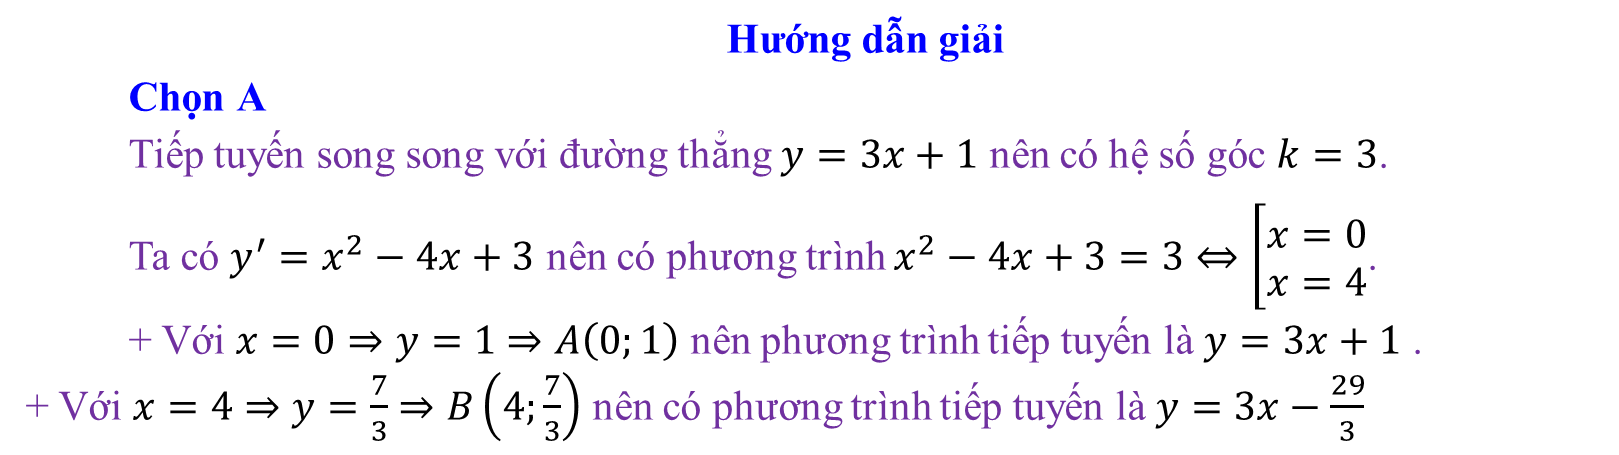 Hướng dẫn giải
Chọn A
Tiếp tuyến song song với đường thẳng y = 3x + 1 nên có hệ số góc k = 3.
Ta có y′ = x² − 4x + 3 nên có phương trình x² − 4x + 3 = 3 ⇔ [x = 0 x = 4.
+ Với x = 0 ⇒ y = 1 ⇒ A(0; 1) nên phương trình tiếp tuyến là y = 3x + 1 .
+ Với x = 4 ⇒ y = 7/3 ⇒ B (4; 7/3) nên có phương trình tiếp tuyến là y = 3x − 29/3